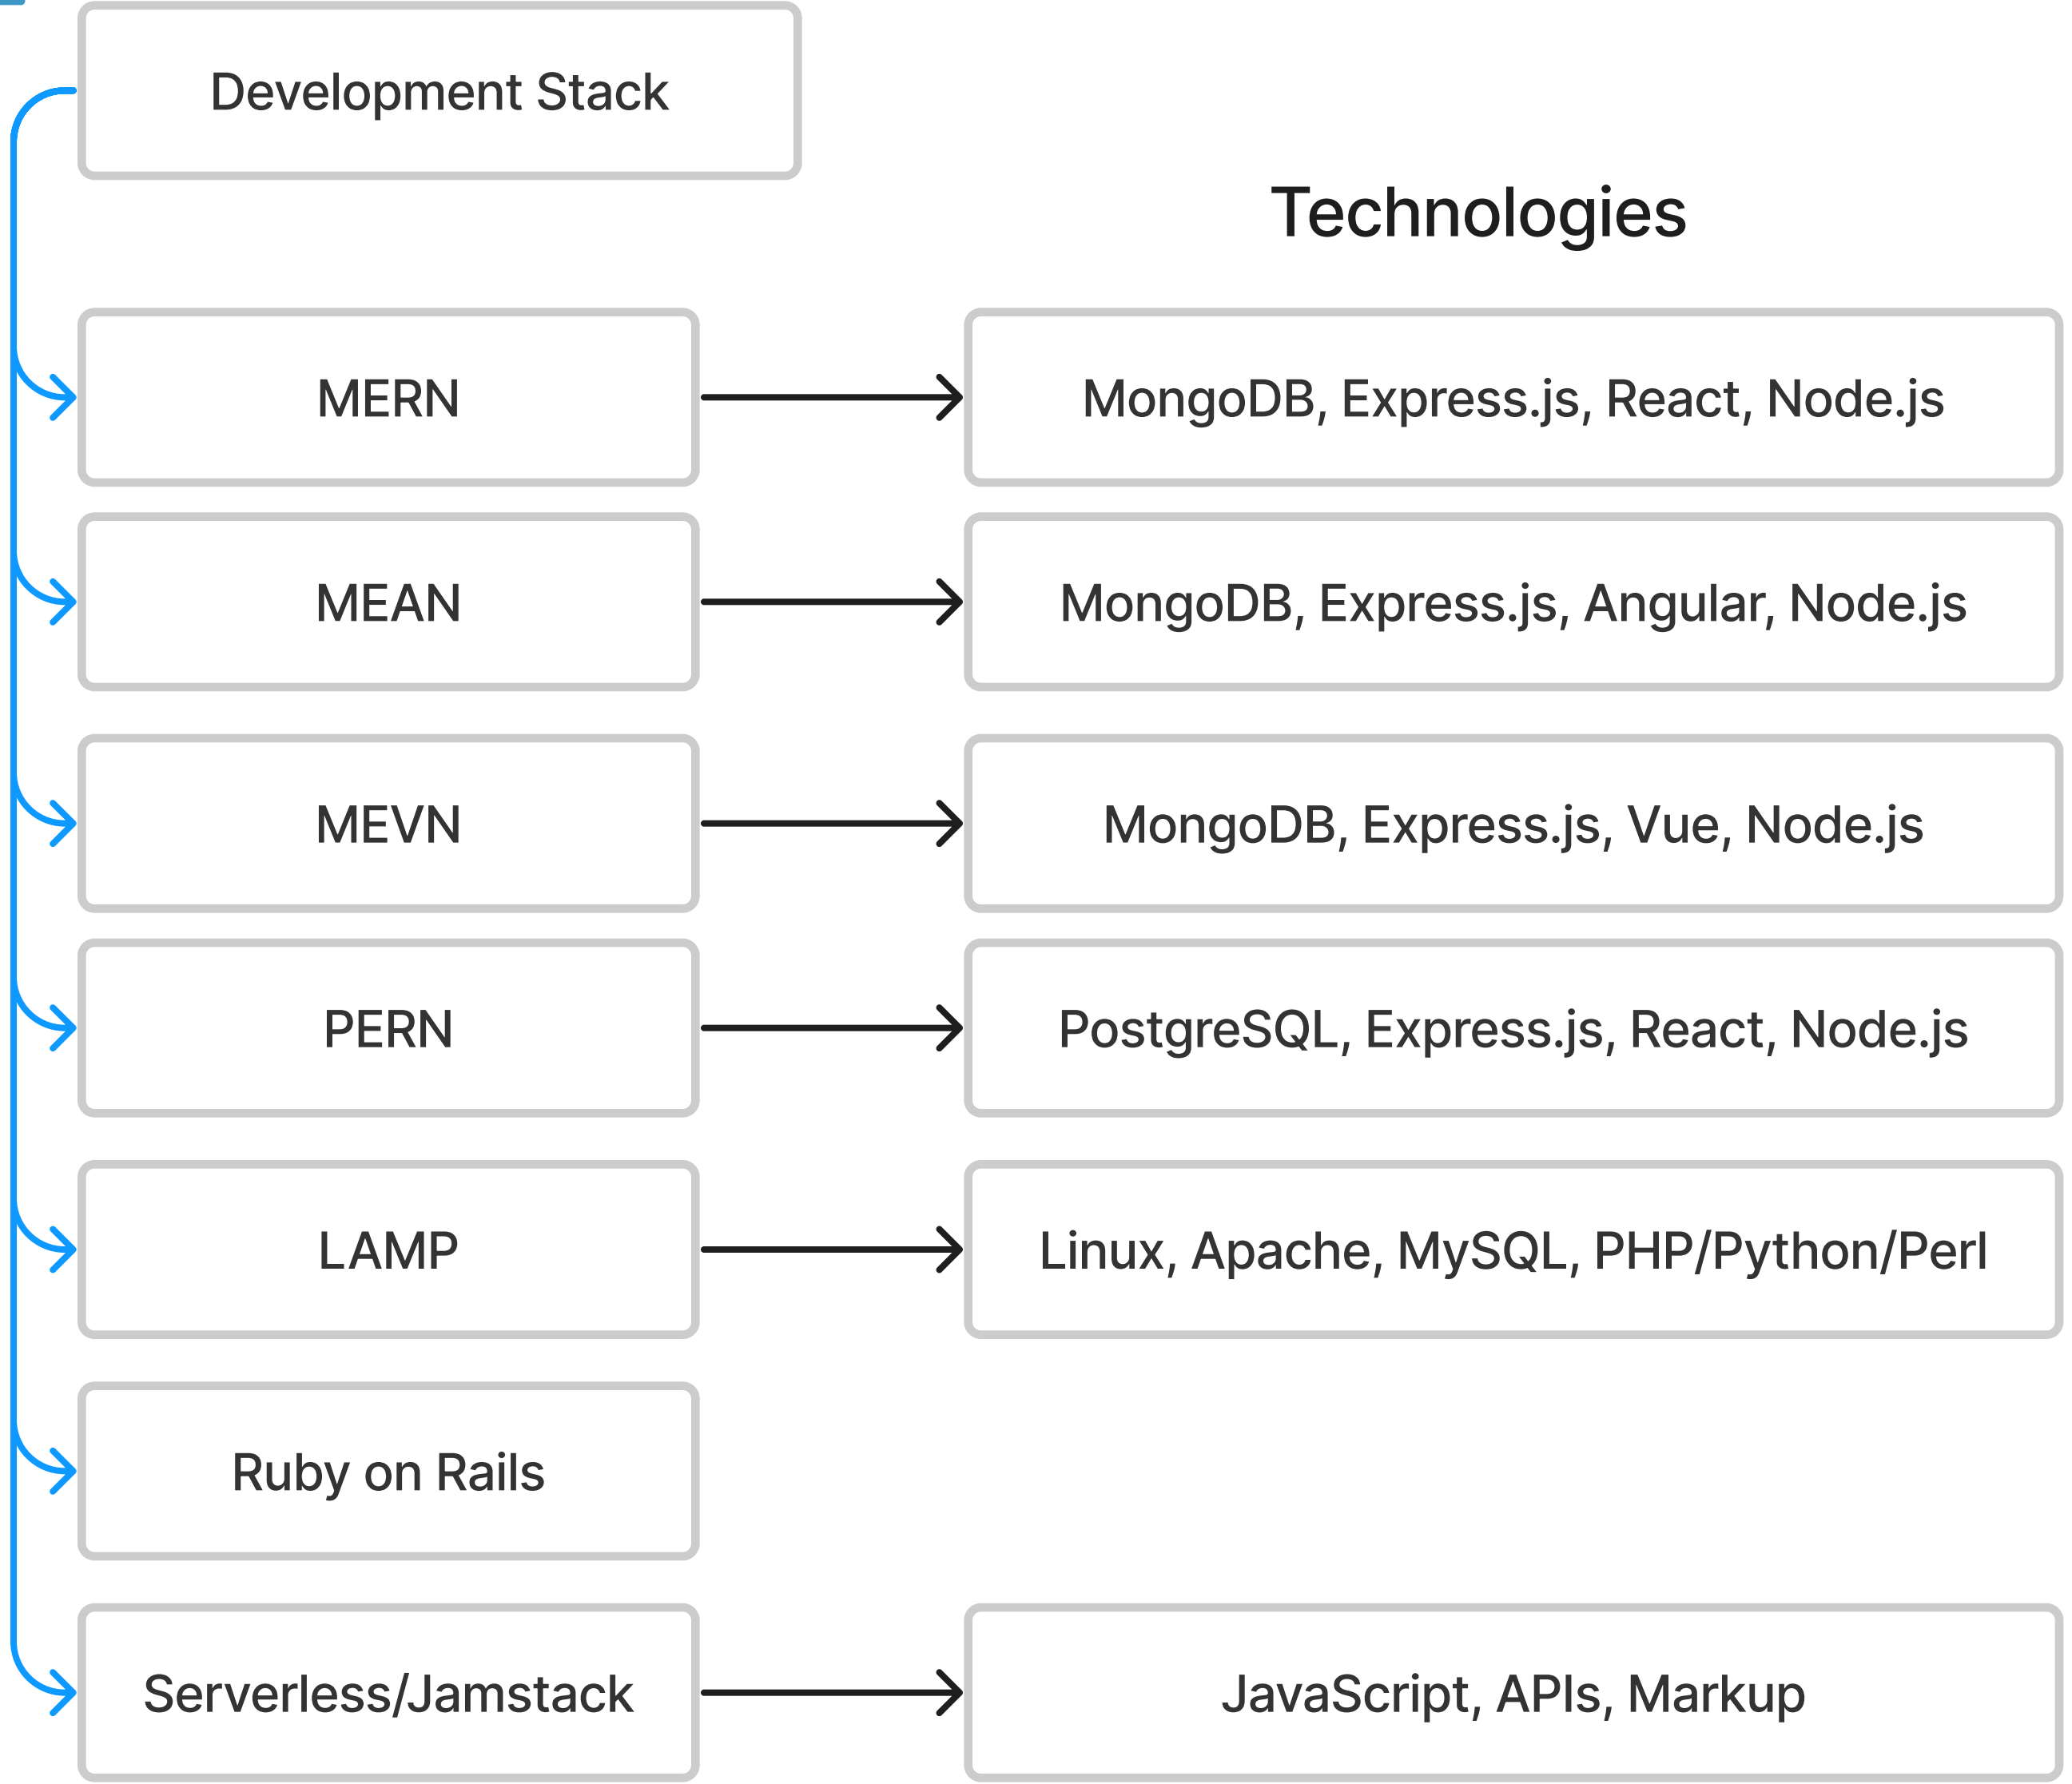 Development Stack
Technologies
MERN
MongoDB, Express.js, React, Node.js
MEAN
MongoDB, Express.js, Angular, Node.js
MEVN
MongoDB, Express.js, Vue, Node.js
PERN
PostgreSQL, Express.js, React, Node.js
LAMP
Linux, Apache, MySQL, PHP/Python/Perl
Ruby on Rails
Serverless/Jamstack
JavaScript, APIs, Markup